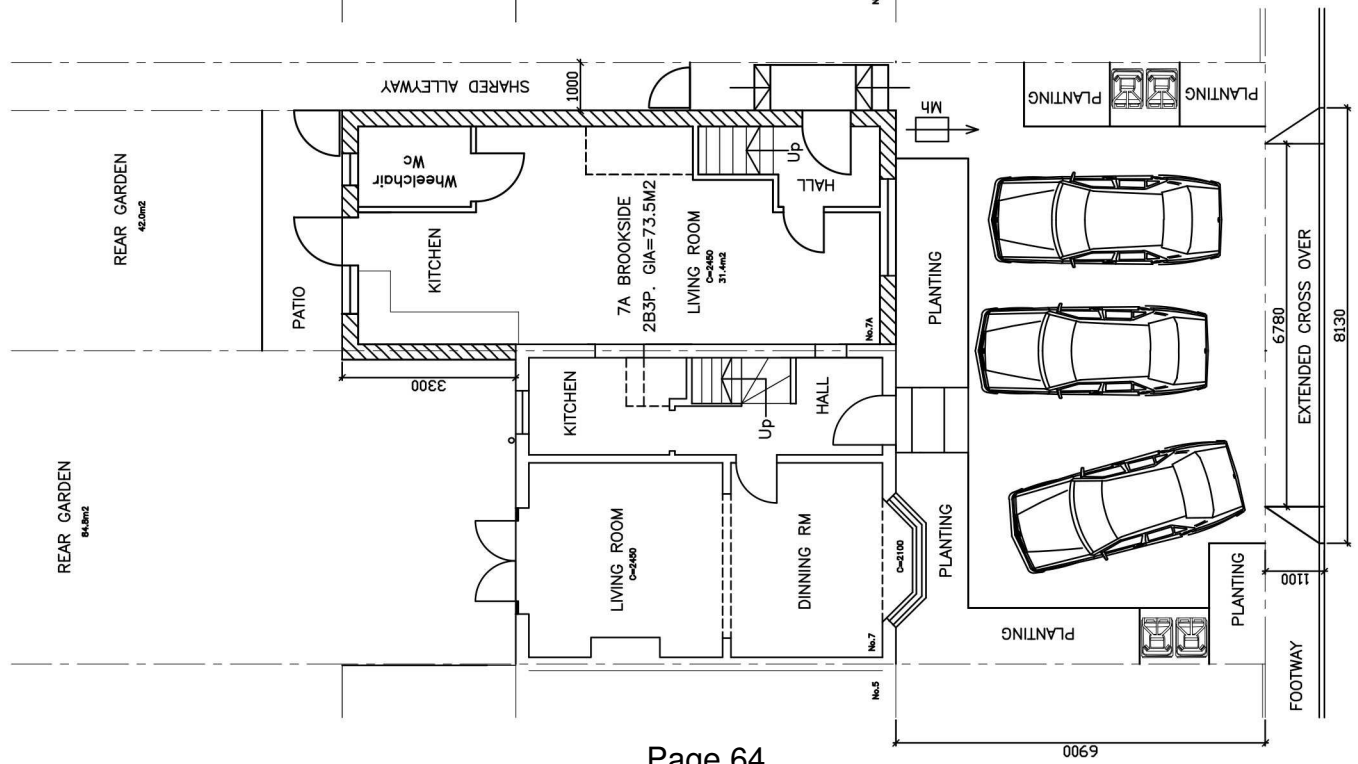 N
SHARED ALLEYWAY
1000
PLANTING
PLANTING
Mh
REAR GARDEN
42.0m2
PATIO
Wheelchair
Wc
KITCHEN
Up
HALL
7A BROOKSIDE
2B3P. GIA=73.5M2
LIVING ROOM
C=2450
31.4m2
No.7A
PLANTING
3300
6780
EXTENDED CROSS OVER
8130
KITCHEN
Up
HALL
REAR GARDEN
84.8m2
LIVING ROOM
C=2450
DINNING RM
C=2100
No.7
PLANTING
PLANTING
PLANTING
1100
FOOTWAY
No.5
6900
Page 64